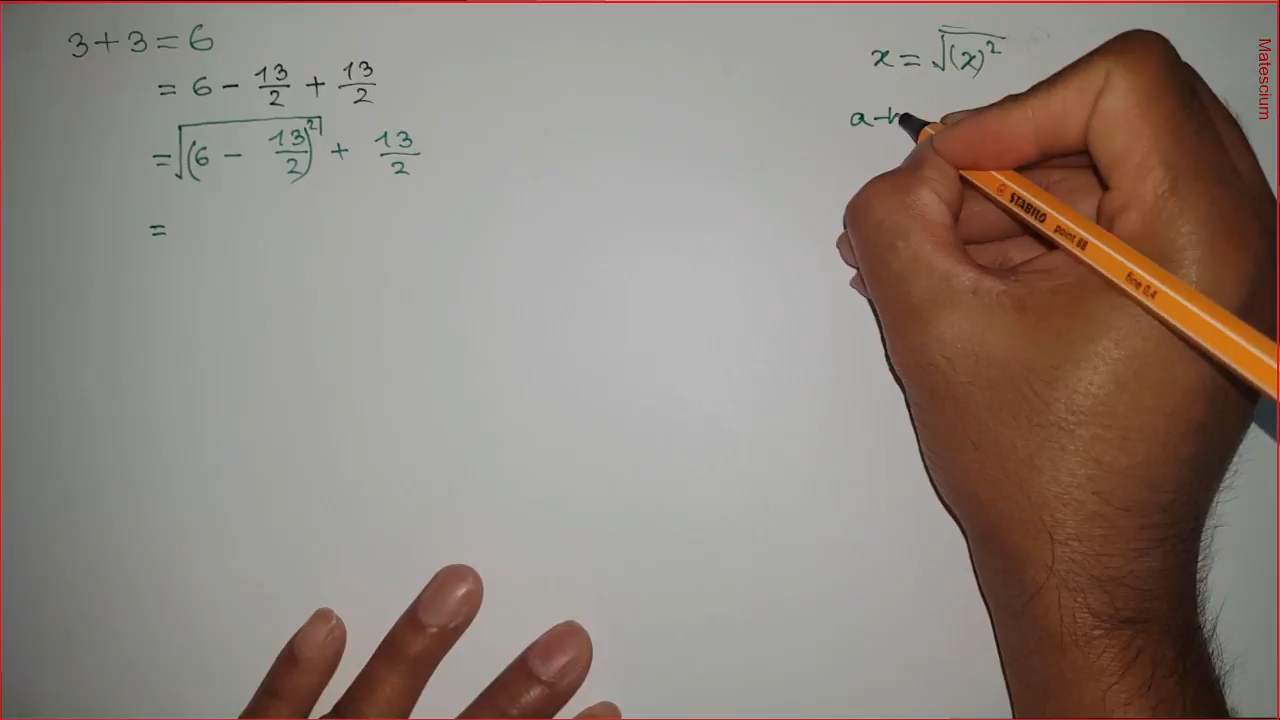 3+3=6
= 6 - 13/2 + 13/2
= √(6 - 13/2)² + 13/2
=
x = √(x)²
a-
STABILO point 88 fine 0.4
Matescium